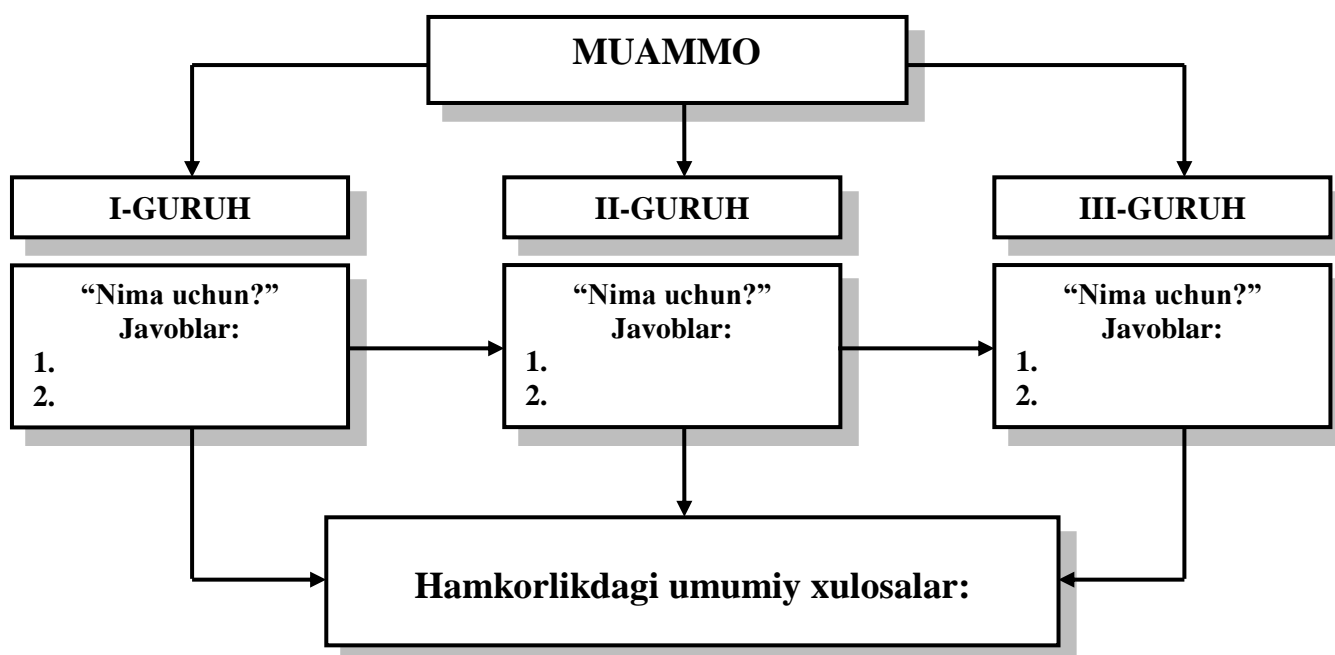 MUAMMO
I-GURUH
II-GURUH
III-GURUH
“Nima uchun?”
Javoblar:
1.
2.
“Nima uchun?”
Javoblar:
1.
2.
“Nima uchun?”
Javoblar:
1.
2.
Hamkorlikdagi umumiy xulosalar: